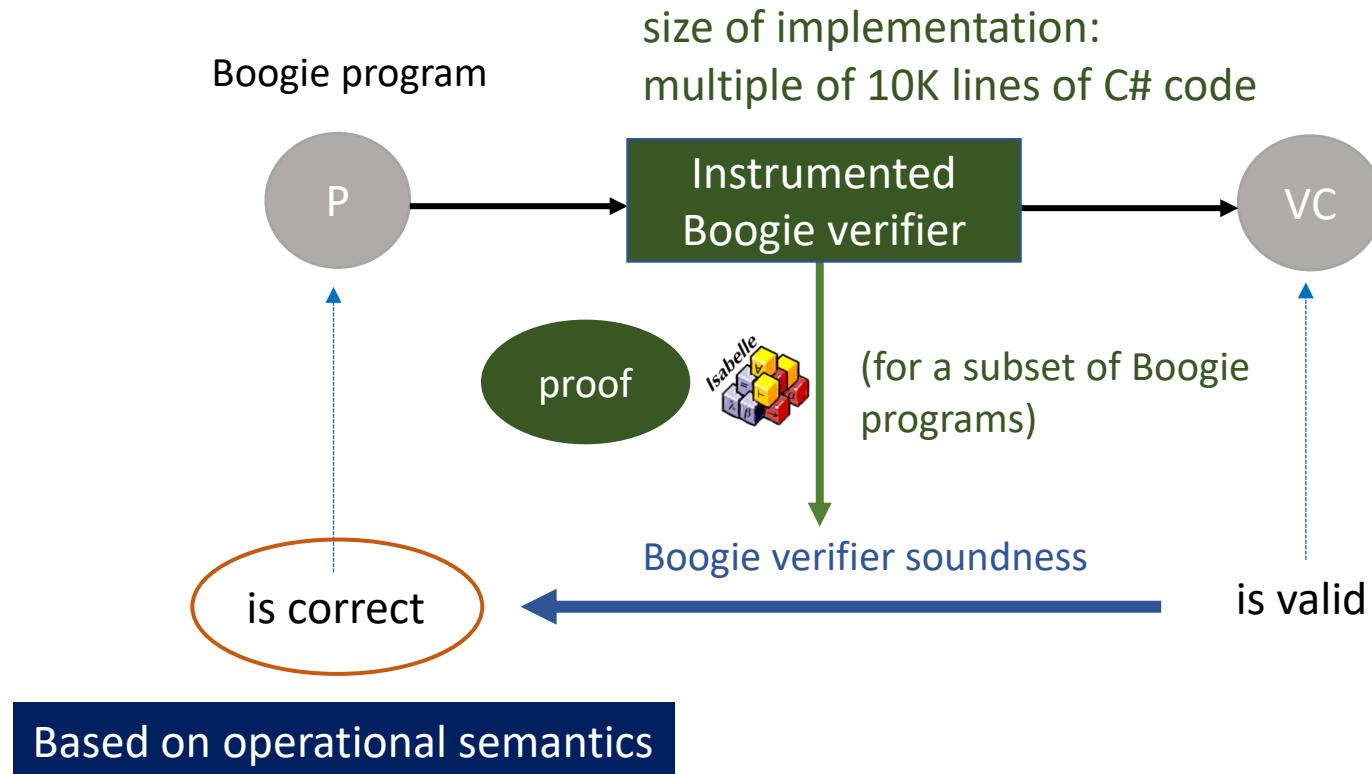 size of implementation:
multiple of 10K lines of C# code
Boogie program
P
Instrumented
Boogie verifier
VC
proof
Isabelle
(for a subset of Boogie
programs)
Boogie verifier soundness
is correct
is valid
Based on operational semantics